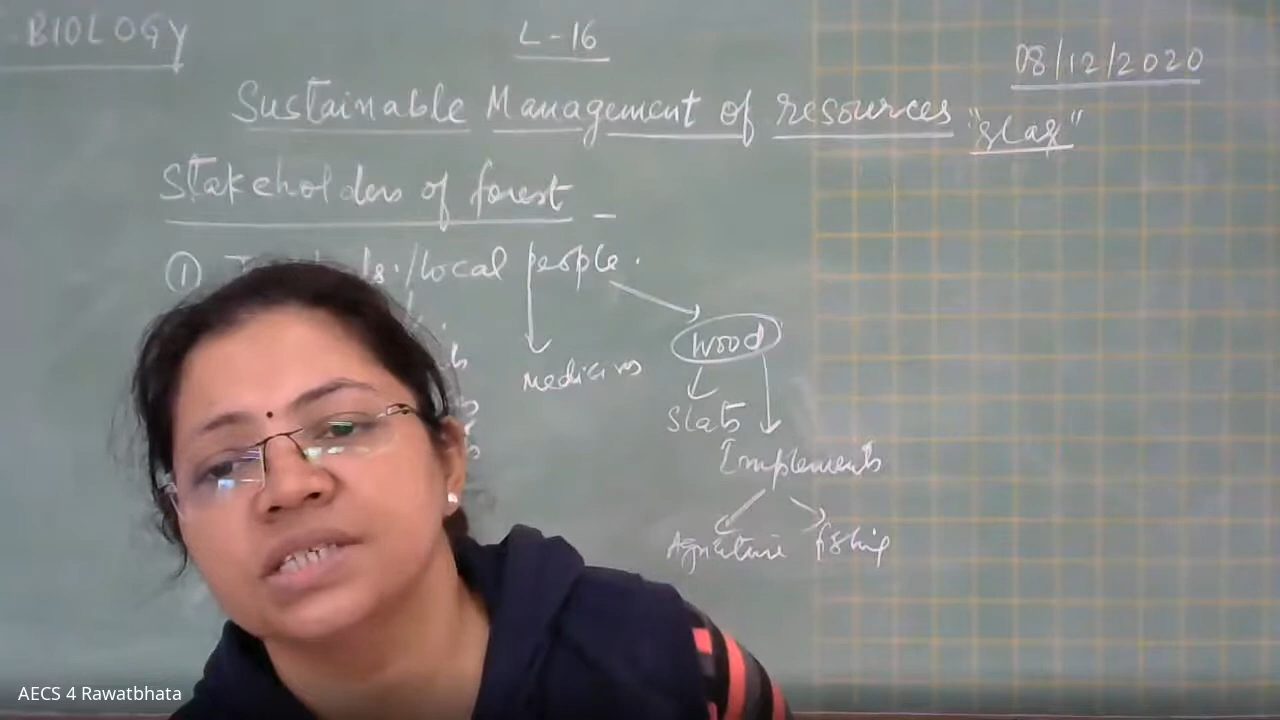 BIOLOGY
L-16
08/12/2020
Sustainable Management of resources
Stakeholders of forest -
① /local people.
Wood
Medicines
Slats
Implements
Agriculture fishing
AECS 4 Rawatbhata